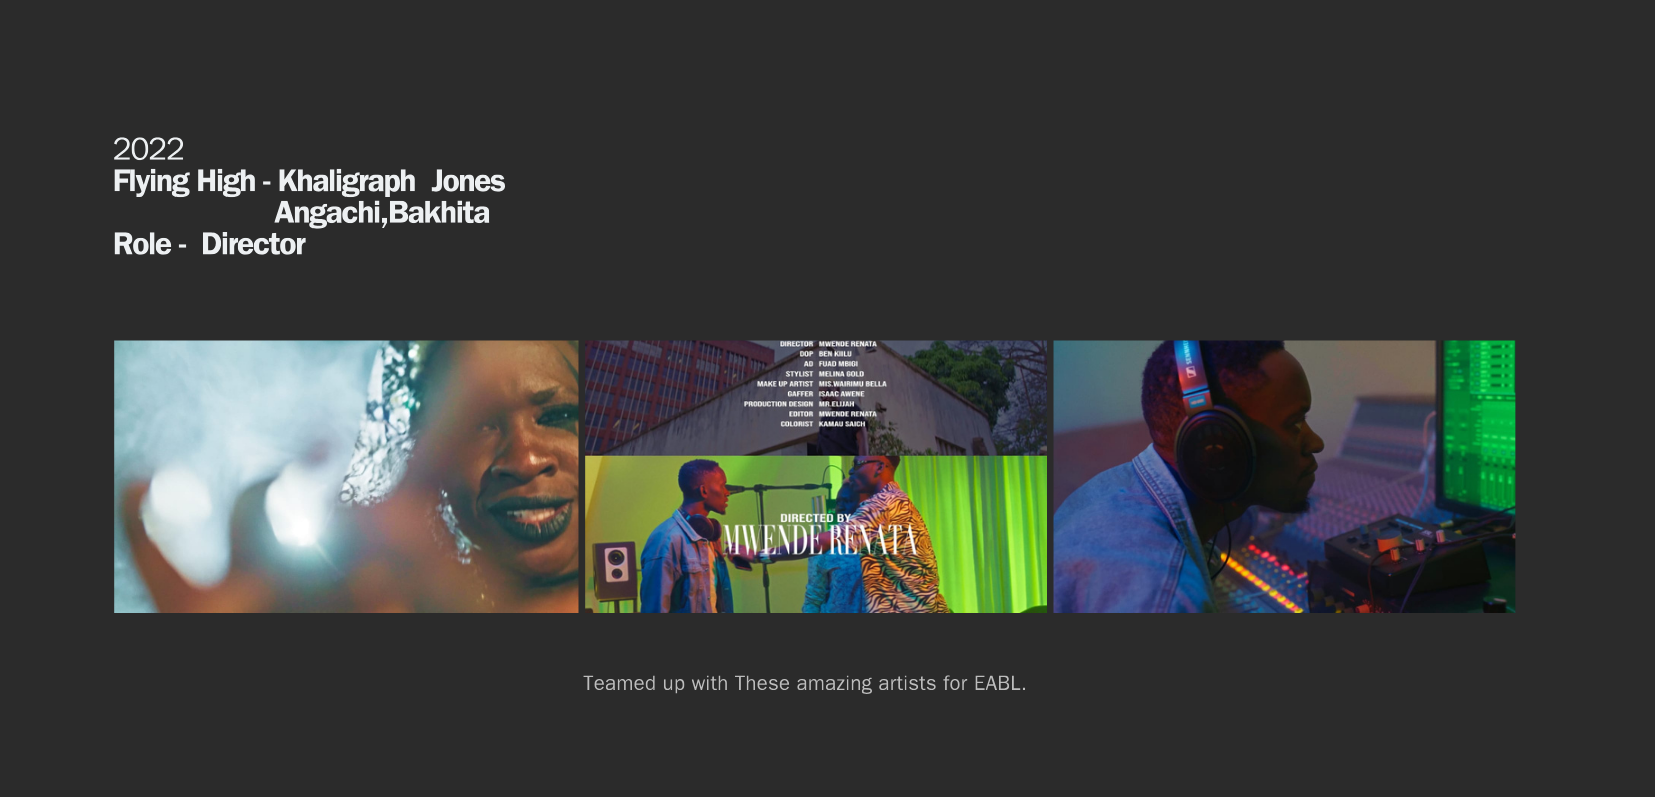 2022
Flying High - Khaligraph Jones
Angachi,Bakhita
Role - Director
DIRECTOR MWENDE RENATA
DOP BEN KIILU
AD FUAD MBIGI
STYLIST MELINA GOLD
MAKE UP ARTIST MIS.WAIRIMU BELLA
GAFFER ISAAC AWENE
PRODUCTION DESIGN MR.ELIJAH
EDITOR MWENDE RENATA
COLORIST KAMAU SAICH
DIRECTED BY
MWENDE RENATA
Teamed up with These amazing artists for EABL.